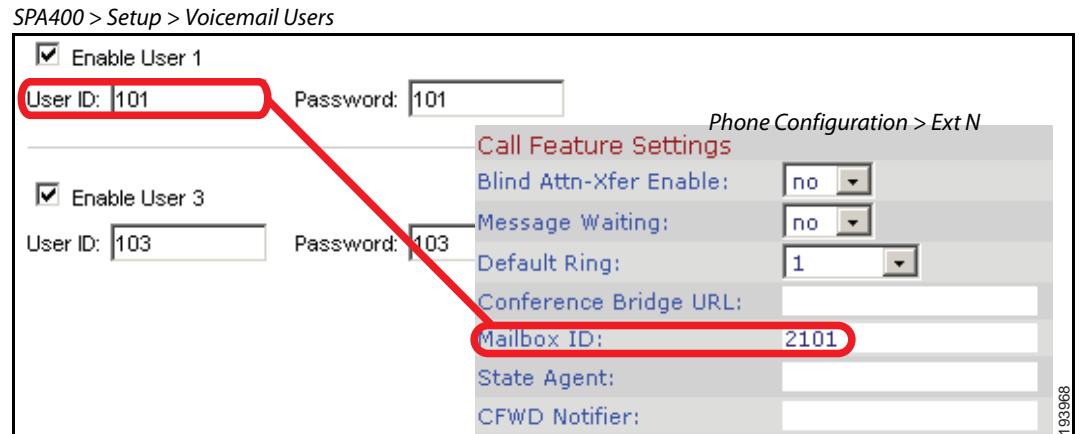 SPA400 > Setup > Voicemail Users
Enable User 1
User ID: 101
Password: 101
Enable User 3
User ID: 103
Password: 103
Phone Configuration > Ext N
Call Feature Settings
Blind Attn-Xfer Enable: no
Message Waiting: no
Default Ring: 1
Conference Bridge URL:
Mailbox ID: 2101
State Agent:
CFWD Notifier:
193968